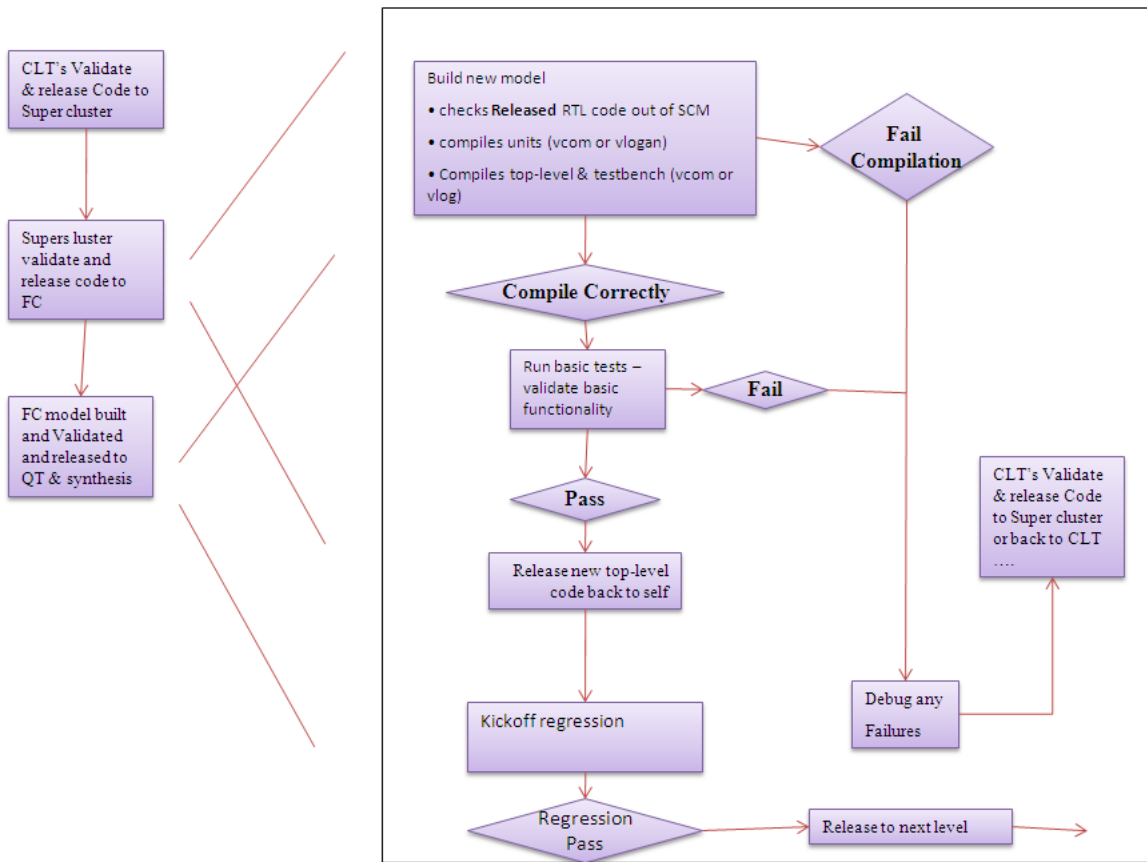 CLT's Validate
& release Code to
Super cluster
Supers luster
validate and
release code to
FC
FC model built
and Validated
and released to
QT & synthesis
Build new model
• checks Released RTL code out of SCM
• compiles units (vcom or vlogan)
• Compiles top-level & testbench (vcom or
vlog)
Fail
Compilation
Compile Correctly
Run basic tests –
validate basic
functionality
Fail
Pass
Release new top-level
code back to self
CLT's Validate
& release Code
to Super cluster
or back to CLT
....
Debug any
Failures
Kickoff regression
Regression
Pass
Release to next level